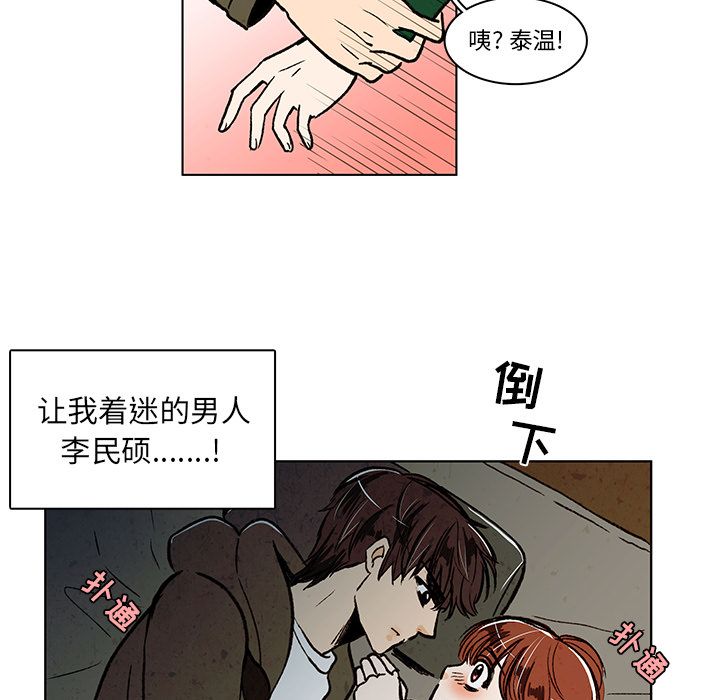 咦? 泰温!
让我着迷的男人
李民硕.......!
倒下
扑通
扑通